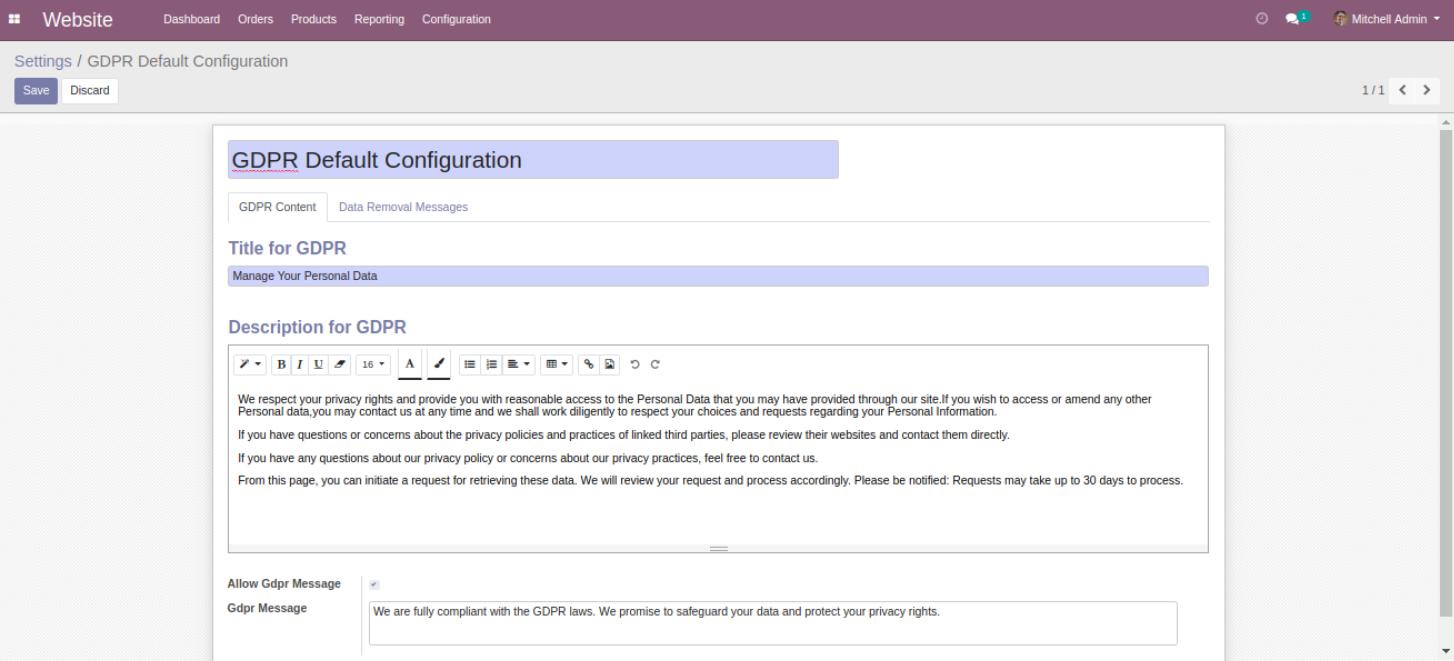 Website Dashboard Orders Products Reporting Configuration 1 Mitchell Admin
Settings / GDPR Default Configuration
Save Discard 1 / 1
GDPR Default Configuration
GDPR Content Data Removal Messages
Title for GDPR
Manage Your Personal Data
Description for GDPR
B I U 16 A
We respect your privacy rights and provide you with reasonable access to the Personal Data that you may have provided through our site.If you wish to access or amend any other
Personal data,you may contact us at any time and we shall work diligently to respect your choices and requests regarding your Personal Information.
If you have questions or concerns about the privacy policies and practices of linked third parties, please review their websites and contact them directly.
If you have any questions about our privacy policy or concerns about our privacy practices, feel free to contact us.
From this page, you can initiate a request for retrieving these data. We will review your request and process accordingly. Please be notified: Requests may take up to 30 days to process.
Allow Gdpr Message
Gdpr Message We are fully compliant with the GDPR laws. We promise to safeguard your data and protect your privacy rights.